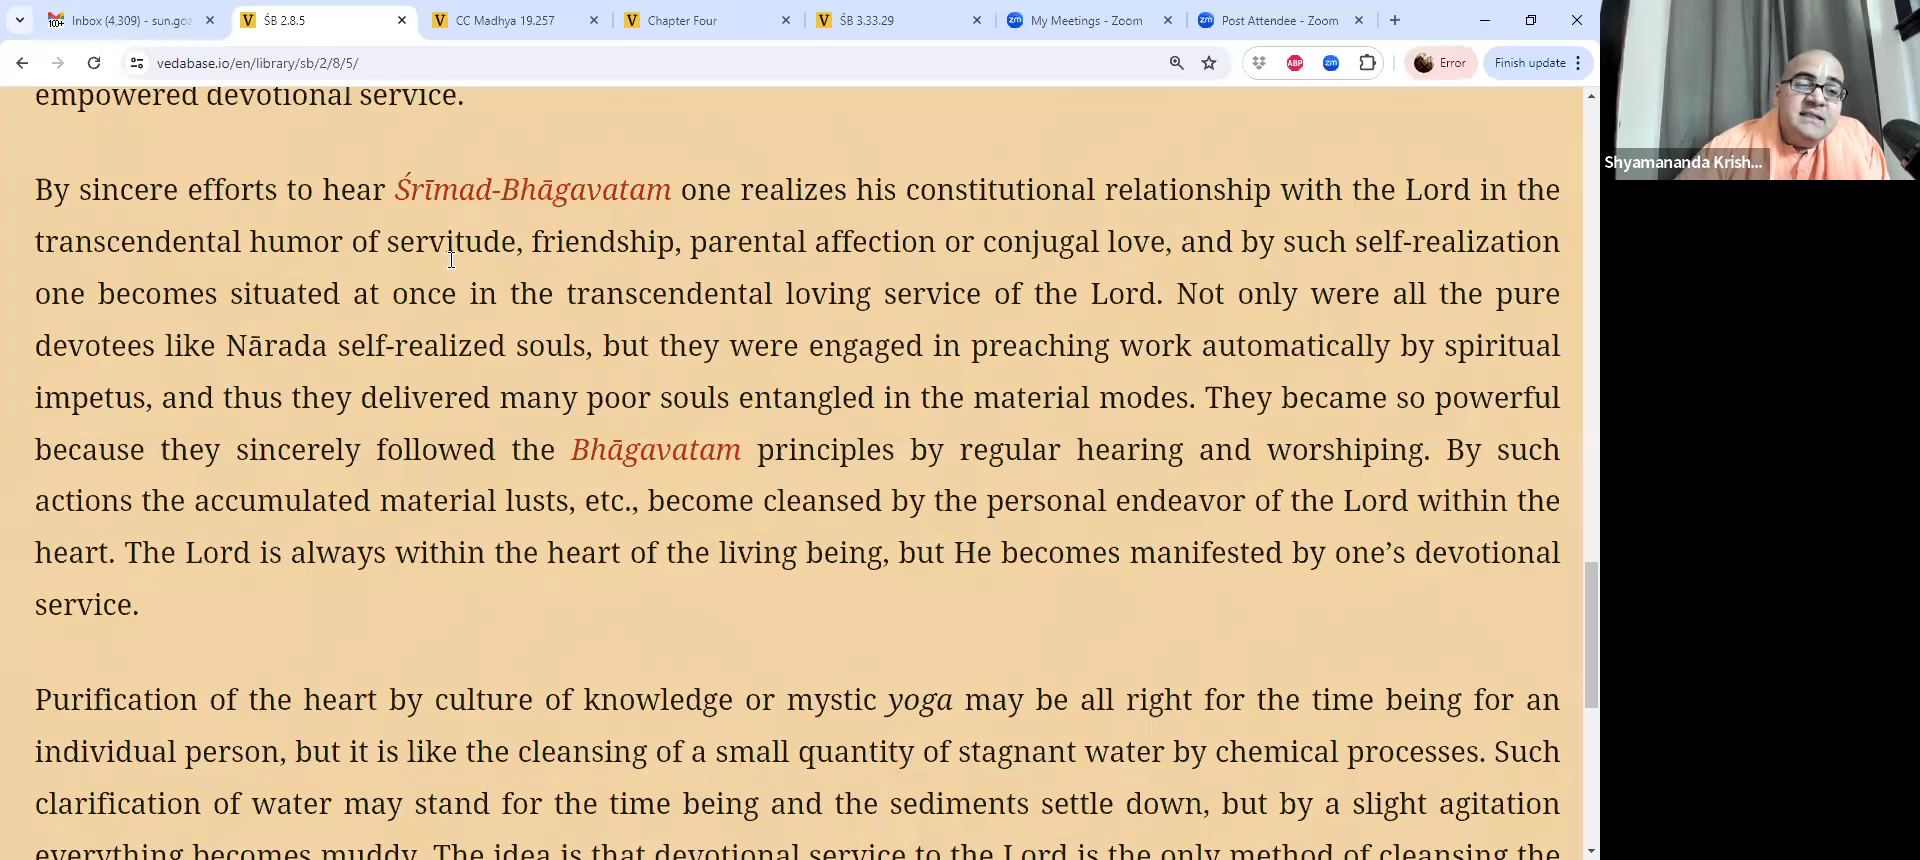 Inbox (4,309) - sun.goa
ŚB 2.8.5
CC Madhya 19.257
Chapter Four
ŚB 3.33.29
My Meetings - Zoom
Post Attendee - Zoom
vedabase.io/en/library/sb/2/8/5/
ABP
zm
Error
Finish update
empowered devotional service.
By sincere efforts to hear Śrīmad-Bhāgavatam one realizes his constitutional relationship with the Lord in the
transcendental humor of servitude, friendship, parental affection or conjugal love, and by such self-realization
one becomes situated at once in the transcendental loving service of the Lord. Not only were all the pure
devotees like Nārada self-realized souls, but they were engaged in preaching work automatically by spiritual
impetus, and thus they delivered many poor souls entangled in the material modes. They became so powerful
because they sincerely followed the Bhāgavatam principles by regular hearing and worshiping. By such
actions the accumulated material lusts, etc., become cleansed by the personal endeavor of the Lord within the
heart. The Lord is always within the heart of the living being, but He becomes manifested by one’s devotional
service.
Purification of the heart by culture of knowledge or mystic yoga may be all right for the time being for an
individual person, but it is like the cleansing of a small quantity of stagnant water by chemical processes. Such
clarification of water may stand for the time being and the sediments settle down, but by a slight agitation
everything becomes muddy. The idea is that devotional service to the Lord is the only method of cleansing the
Shyamananda Krish...